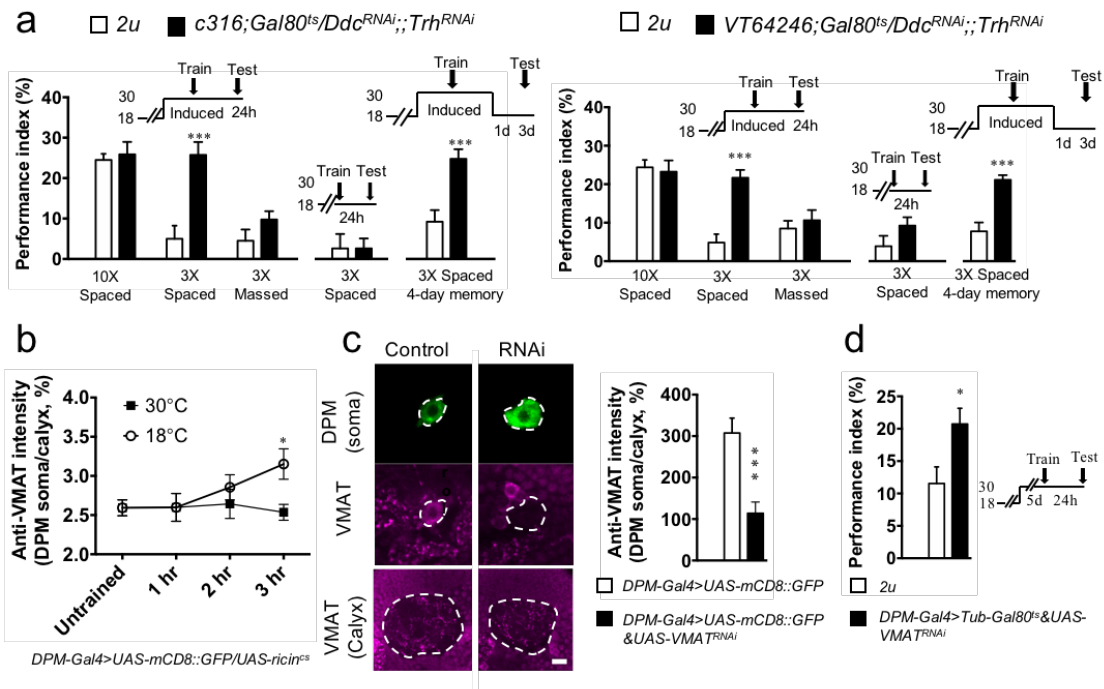 a
2u
c316;Gal80ts/DdcRNAi;;TrhRNAi
2u
VT64246;Gal80ts/DdcRNAi;;TrhRNAi
Performance index (%)
40
30
20
10
0
Train Test
30
18
Induced
24h
***
Train Test
30
18
24h
Train Test
30
18
Induced
1d 3d
***
10X
Spaced
3X
Spaced
3X
Massed
3X
Spaced
3X Spaced
4-day memory
Performance index (%)
40
30
20
10
0
Train Test
30
18
Induced
24h
***
Train Test
30
18
24h
Train Test
30
18
Induced
1d 3d
***
10X
Spaced
3X
Spaced
3X
Massed
3X
Spaced
3X Spaced
4-day memory
b
Anti-VMAT intensity
(DPM soma/calyx, %)
4.0
3.5
3.0
2.5
2.0
30°C
18°C
*
Untrained
1 hr
2 hr
3 hr
DPM-Gal4>UAS-mCD8::GFP/UAS-ricincs
c
Control
RNAi
DPM
(soma)
VMAT
VMAT
(Calyx)
Anti-VMAT intensity
(DPM soma/calyx, %)
400
300
200
100
0
***
DPM-Gal4>UAS-mCD8::GFP
DPM-Gal4>UAS-mCD8::GFP
&UAS-VMATRNAi
d
Performance index (%)
25
20
15
10
5
0
*
Train Test
30
18
5d 24h
2u
DPM-Gal4>Tub-Gal80ts&UAS-
VMATRNAi